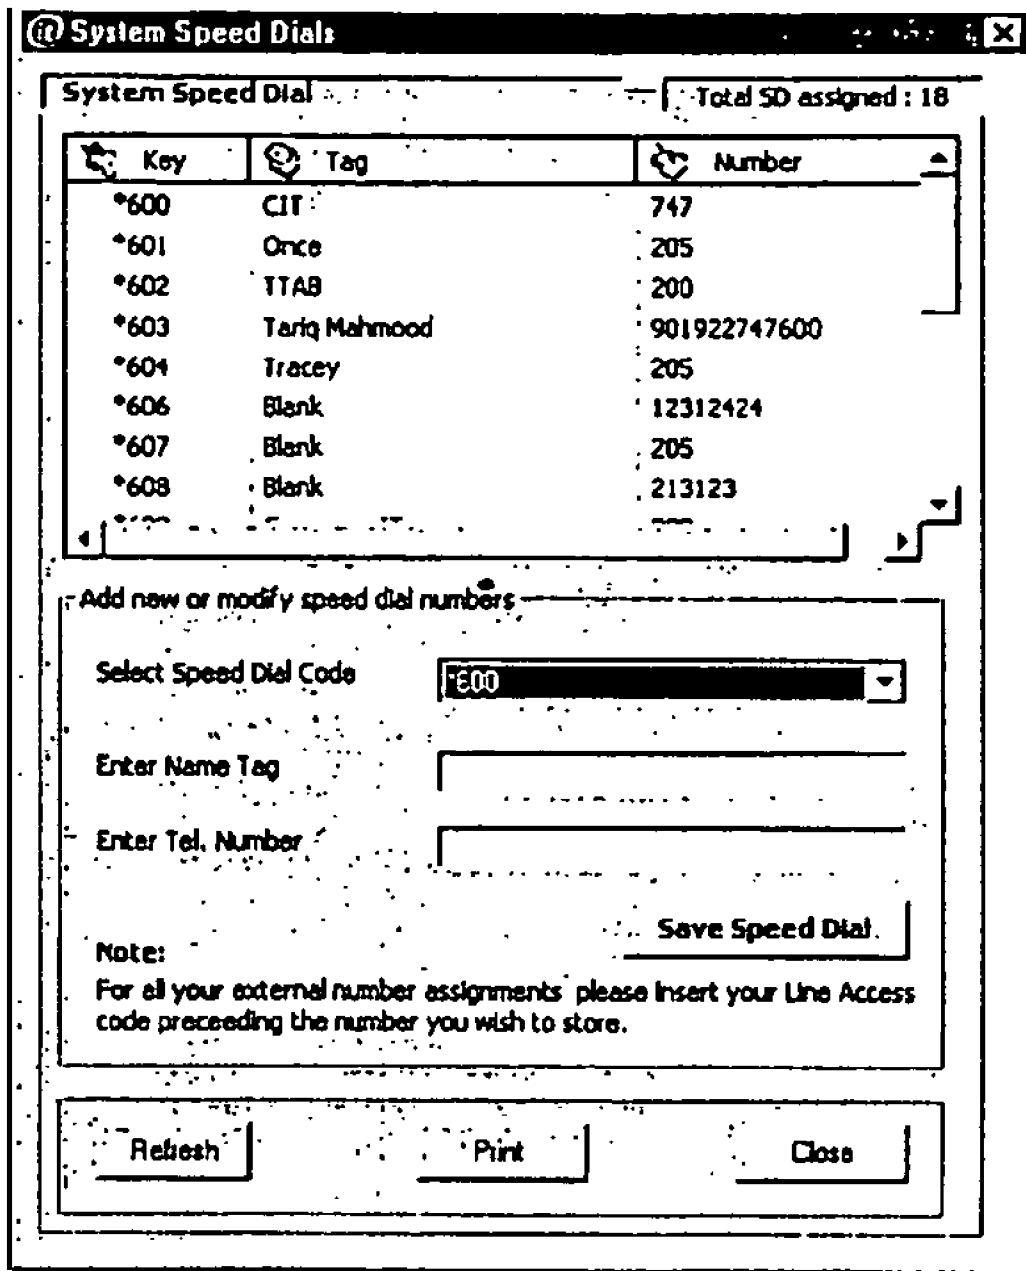 System Speed Dials
System Speed Dial Total SD assigned : 18
Key Tag Number
*600 CIT 747
*601 Once 205
*602 TTAB 200
*603 Tariq Mahmood 901922747600
*604 Tracey 205
*606 Blank 12312424
*607 Blank 205
*608 Blank 213123
Add new or modify speed dial numbers
Select Speed Dial Code *600
Enter Name Tag
Enter Tel. Number
Save Speed Dial
Note:
For all your external number assignments please insert your Line Access
code preceeding the number you wish to store.
Refresh Print Close